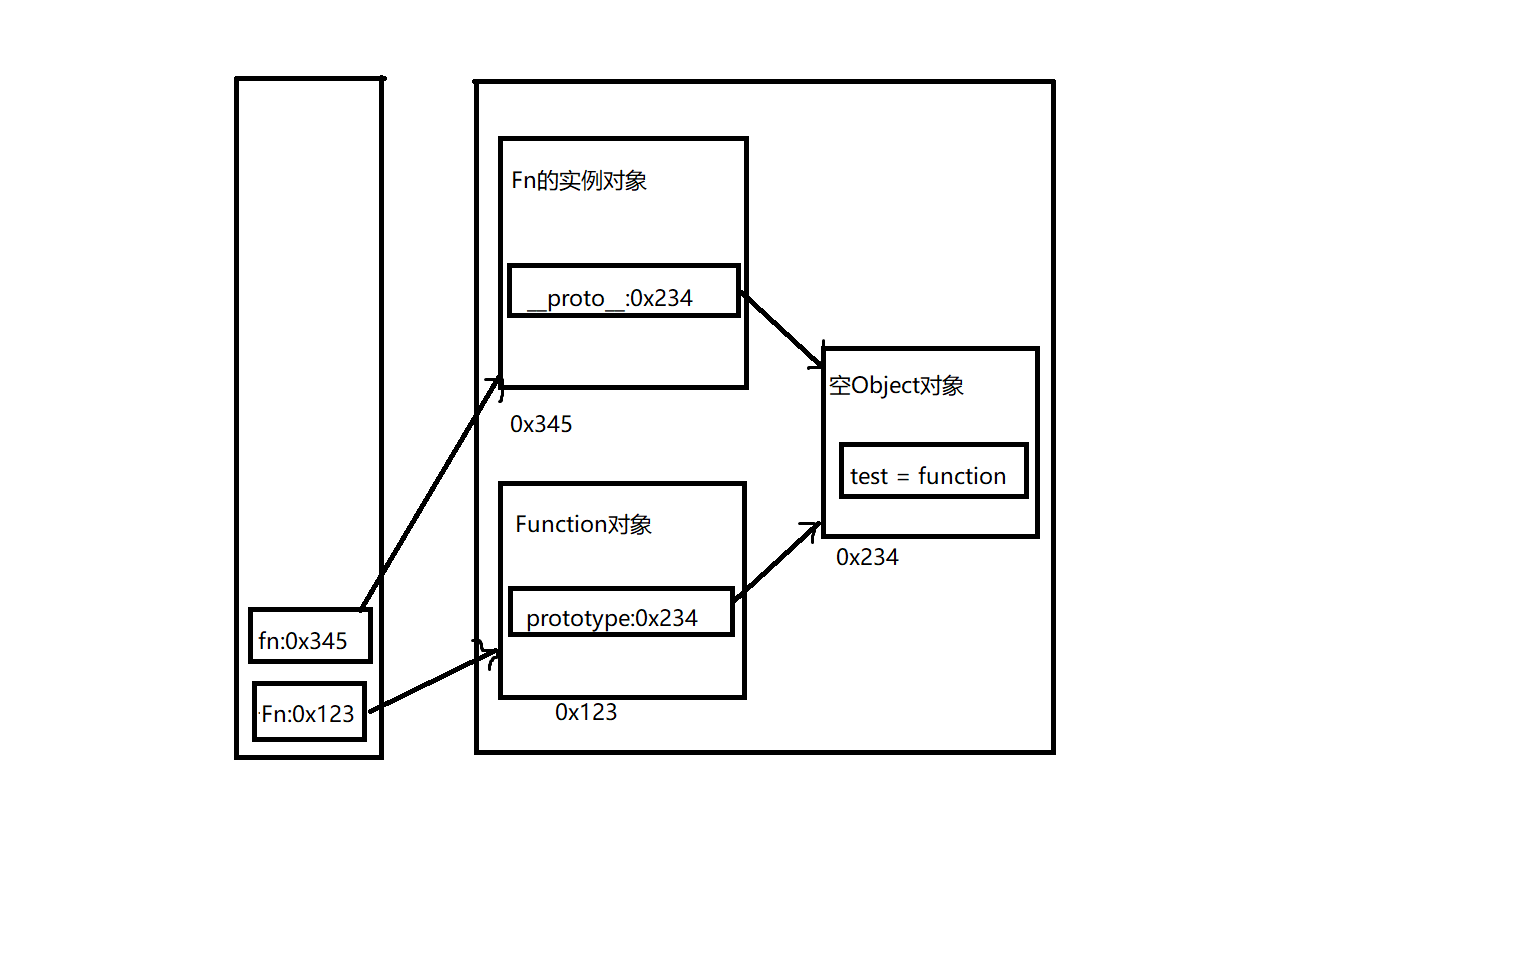 Fn的实例对象
__proto__:0x234
0x345
空Object对象
test = function
0x234
Function对象
prototype:0x234
0x123
fn:0x345
Fn:0x123